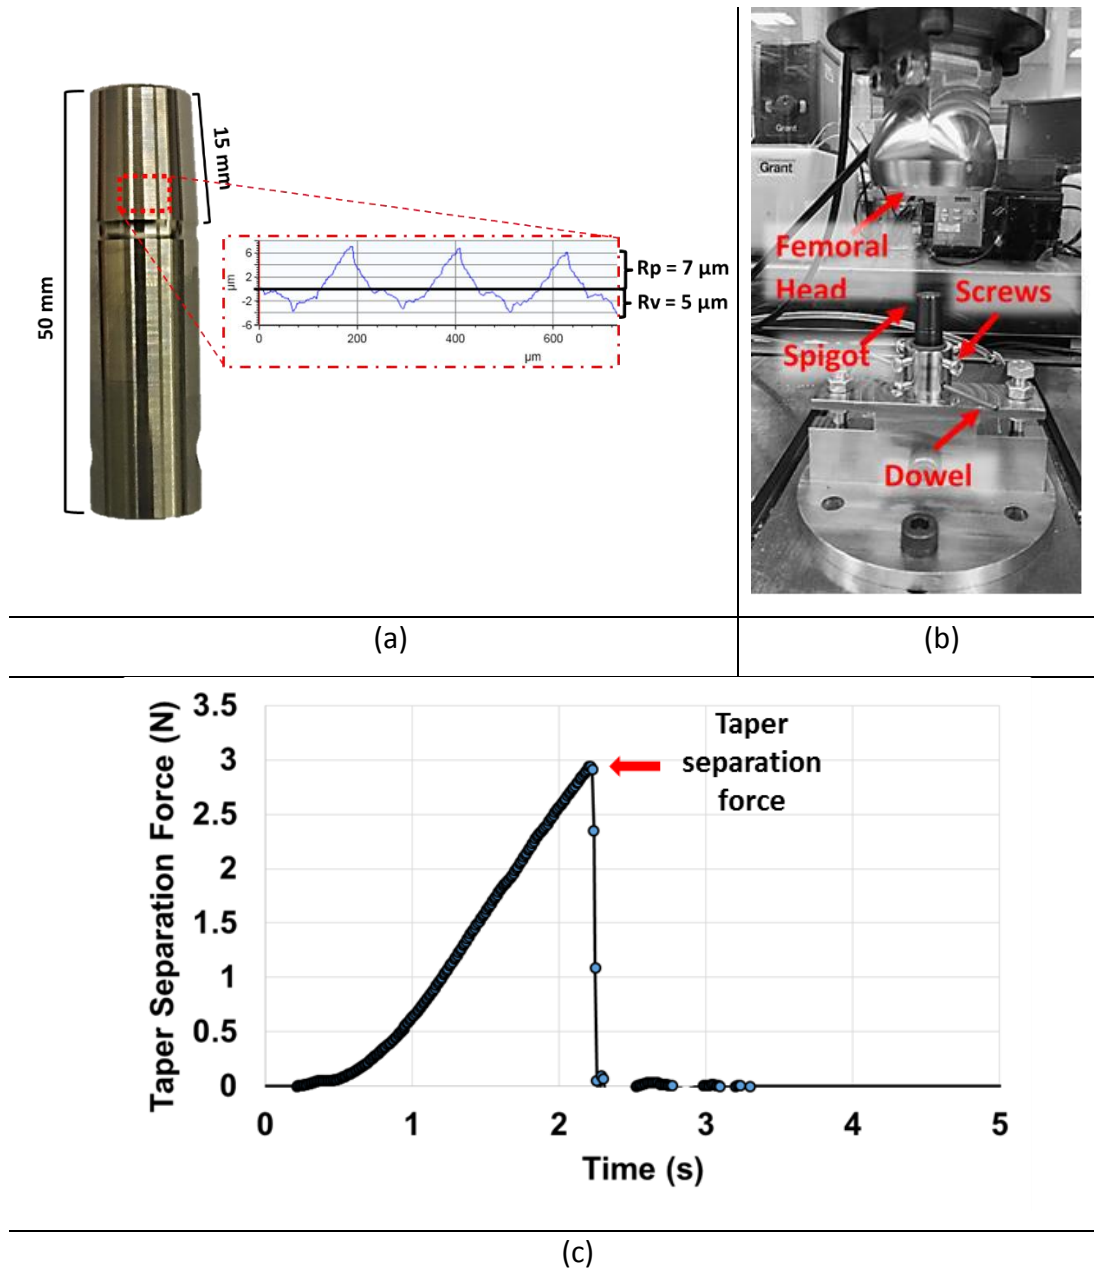 50 mm
15 mm
6
4
2
0
-2
-6
µm
0
200
400
600
µm
Rp = 7 µm
Rv = 5 µm
Grant
Grant
Femoral
Head
Screws
Spigot
Dowel
(a)
(b)
Taper Separation Force (N)
3.5
3
2.5
2
1.5
1
0.5
0
0
1
2
3
4
5
Time (s)
Taper
separation
force
(c)